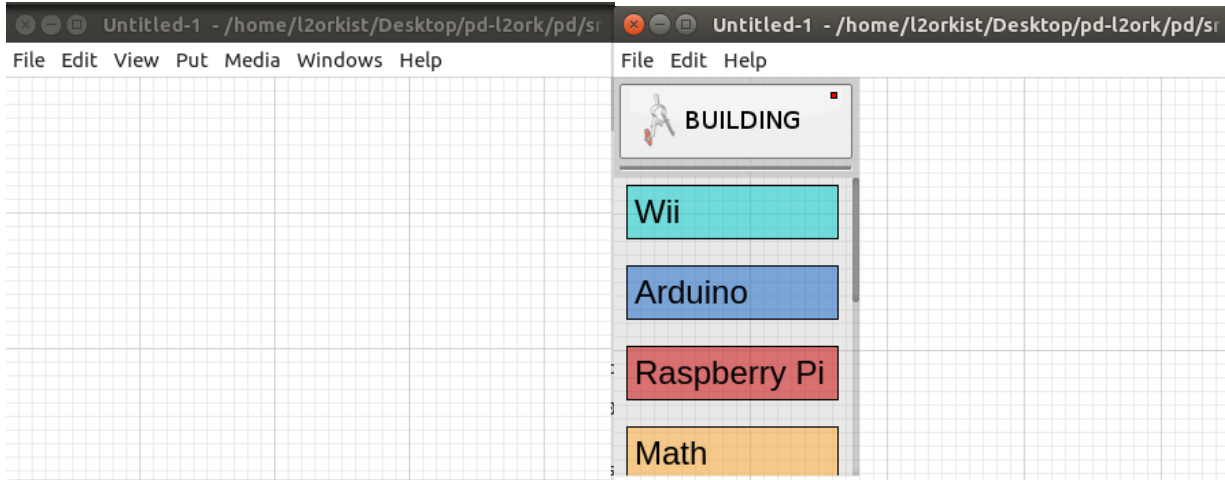 Untitled-1 - /home/l2orkist/Desktop/pd-l2ork/pd/sr
File Edit View Put Media Windows Help
Untitled-1 - /home/l2orkist/Desktop/pd-l2ork/pd/sr
File Edit Help
BUILDING
Wii
Arduino
Raspberry Pi
Math